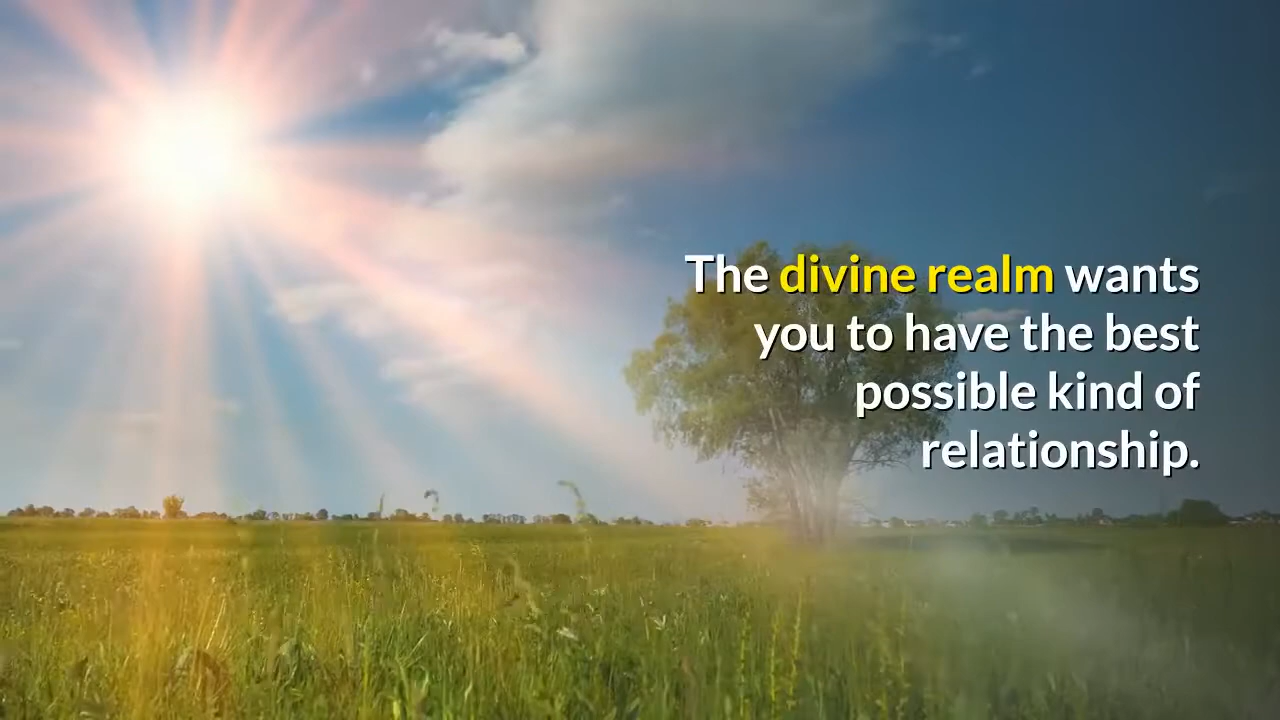 The divine realm wants
you to have the best
possible kind of
relationship.